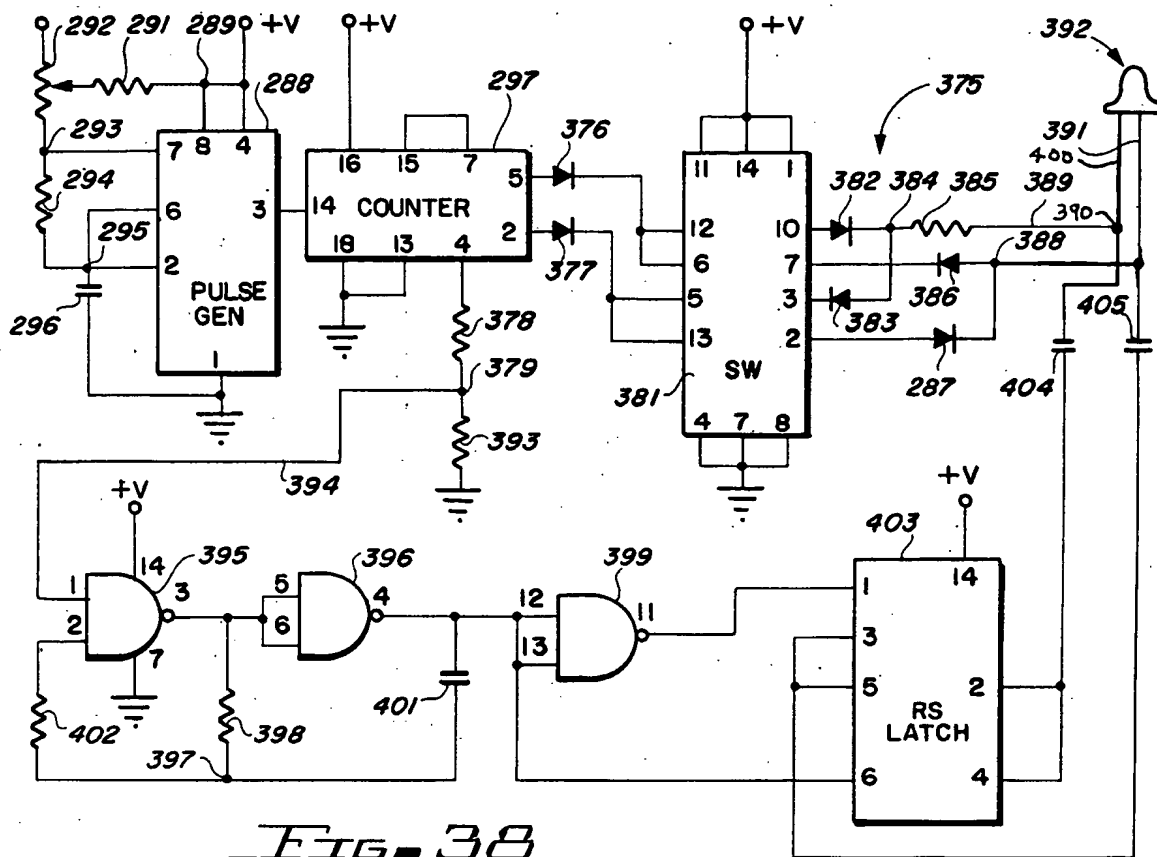 292 291 289 +V +V +V 392
288 297 375
293 8 4 16 15 7 376 11 14 1 391
7 5 400
294 382 384 385 389
6 3 14 COUNTER 12 10 390
295 2 377 6 7 388
2 18 13 4 5 3 386
296 PULSE GEN 378 13 383 405
SW 2
1 379 381 287 404
393 4 7 8
394
+V +V
14 395 396 399 403
1 3 5 4 12 11 1 14
2 6 13 3
7 5 2
402 398 401 RS LATCH
397 6 4
FIG. 38